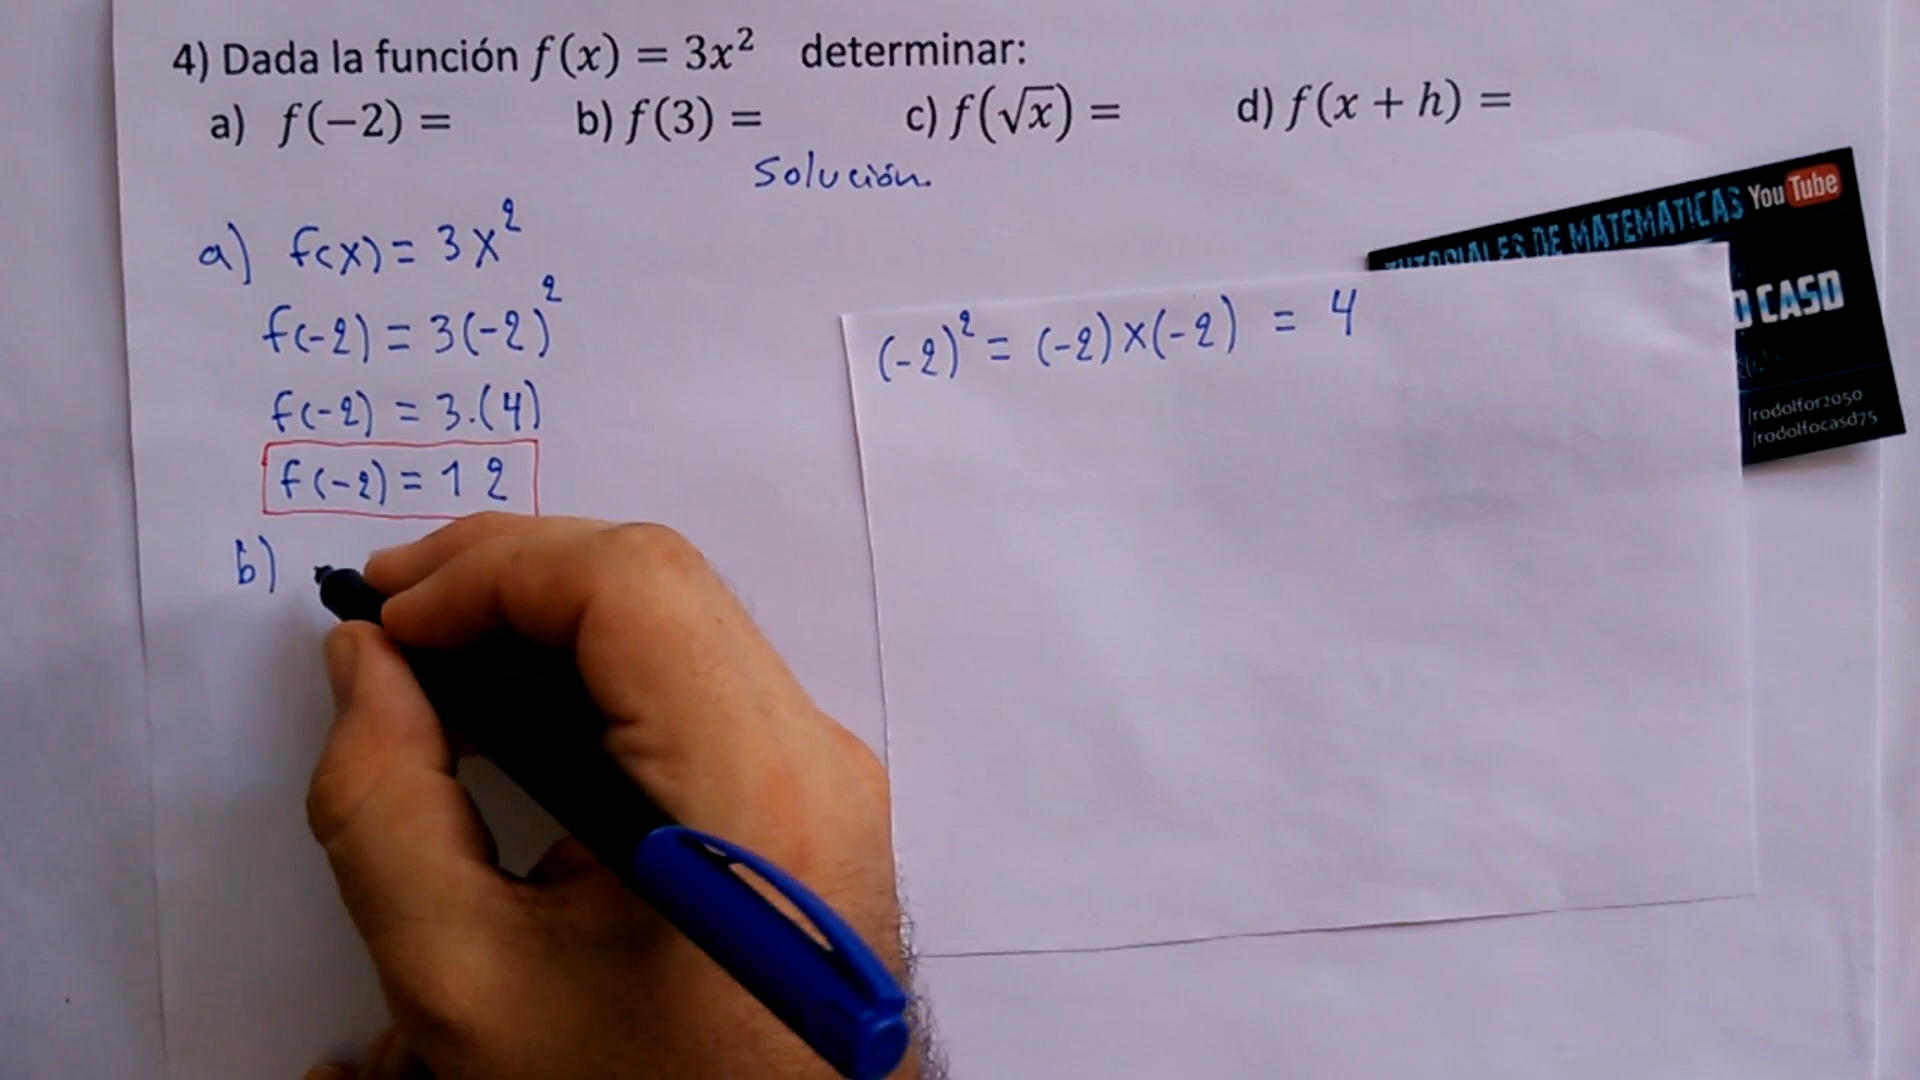 4) Dada la función f(x) = 3x² determinar:
a) f(−2) = b) f(3) = c) f(√x) = d) f(x + h) =
Solución.
a) f(x) = 3x²
f(-2) = 3(-2)²
f(-2) = 3.(4)
f(-2) = 12
b)
(-2)² = (-2)x(-2) = 4
TUTORIALES DE MATEMATICAS YouTube
CASO
/rodolfor2050
/rodolfocasd75